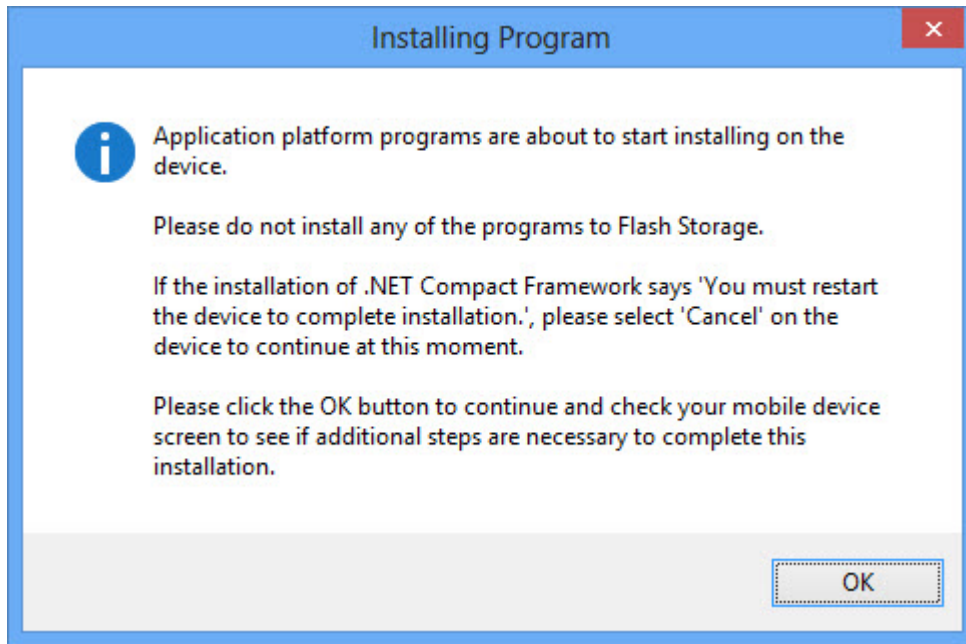 Installing Program
Application platform programs are about to start installing on the
device.
Please do not install any of the programs to Flash Storage.
If the installation of .NET Compact Framework says 'You must restart
the device to complete installation.', please select 'Cancel' on the
device to continue at this moment.
Please click the OK button to continue and check your mobile device
screen to see if additional steps are necessary to complete this
installation.
OK